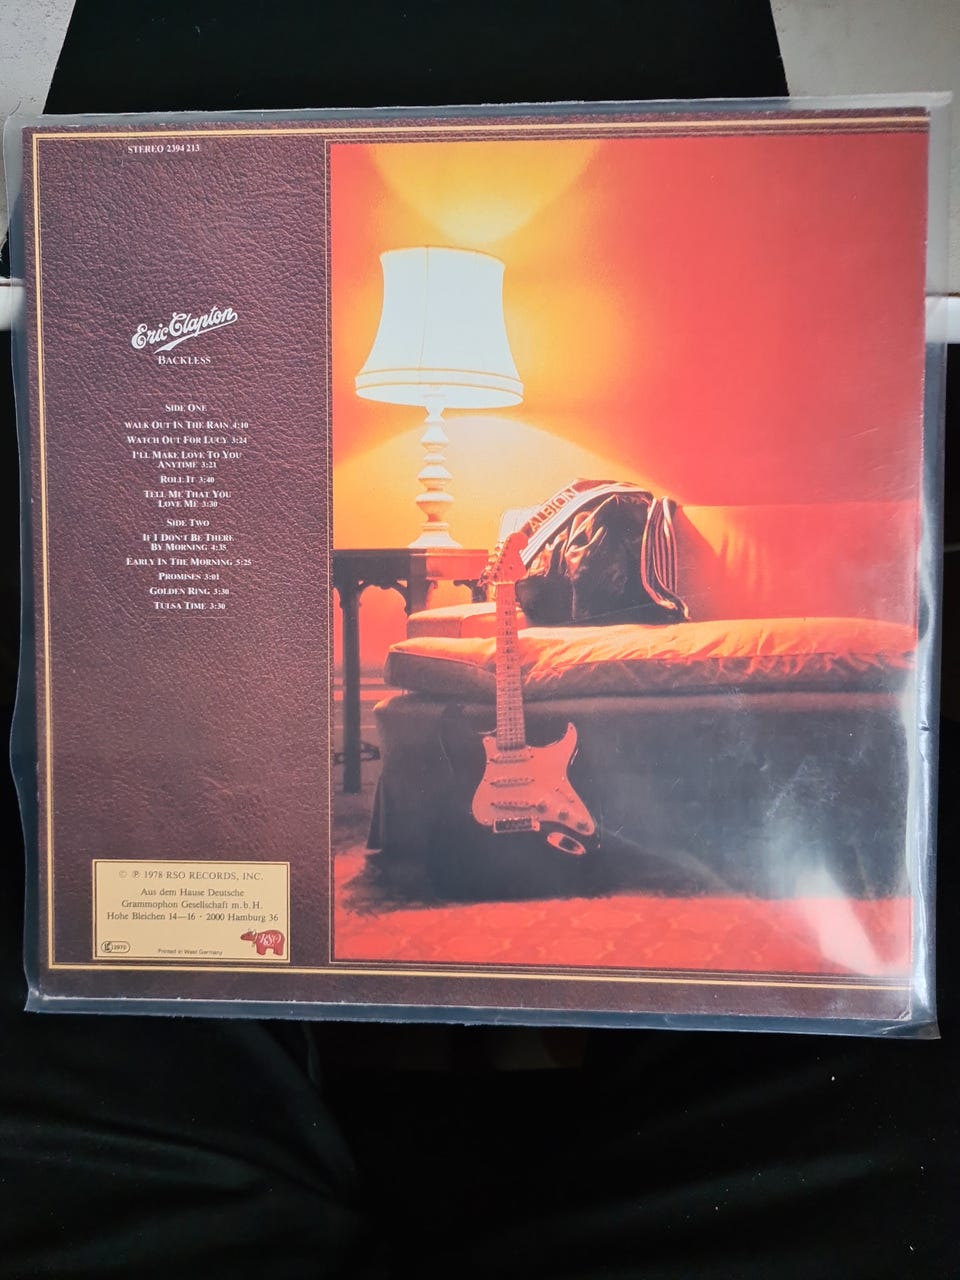 STEREO 2394 213
Eric Clapton
BACKLESS
SIDE ONE
WALK OUT IN THE RAIN 4:10
WATCH OUT FOR LUCY 3:24
I'LL MAKE LOVE TO YOU
ANYTIME 3:21
ROLL IT 3:40
TELL ME THAT YOU
LOVE ME 3:30
SIDE TWO
IF I DON'T BE THERE
BY MORNING 4:35
EARLY IN THE MORNING 5:25
PROMISES 3:01
GOLDEN RING 3:30
TULSA TIME 3:30
ALBION
© ℗ 1978 RSO RECORDS, INC.
Aus dem Hause Deutsche
Grammophon Gesellschaft m.b.H.
Hohe Bleichen 14—16 · 2000 Hamburg 36
LC 2970
RSO
Printed in West Germany